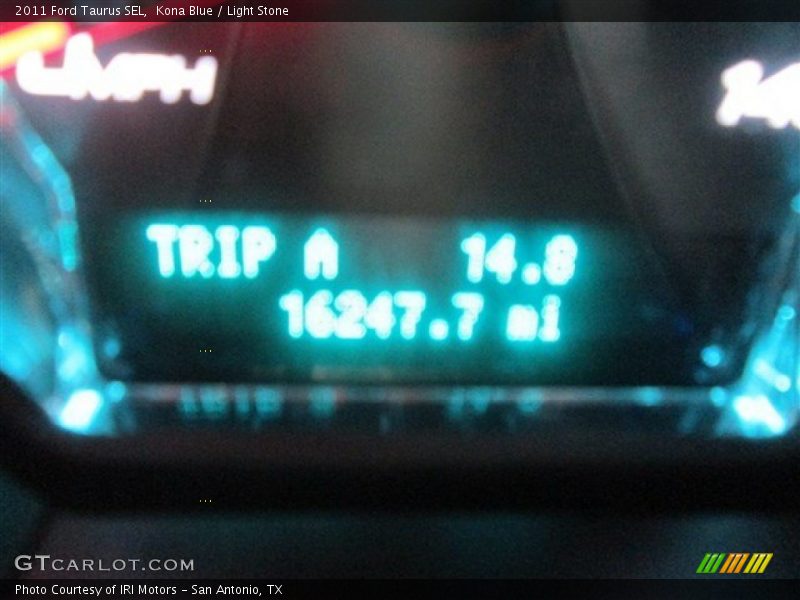 2011 Ford Taurus SEL,  Kona Blue / Light Stone
MPH
TRIP A 14.8
16247.7 mi
GTCARLOT.COM
Photo Courtesy of IRI Motors - San Antonio, TX